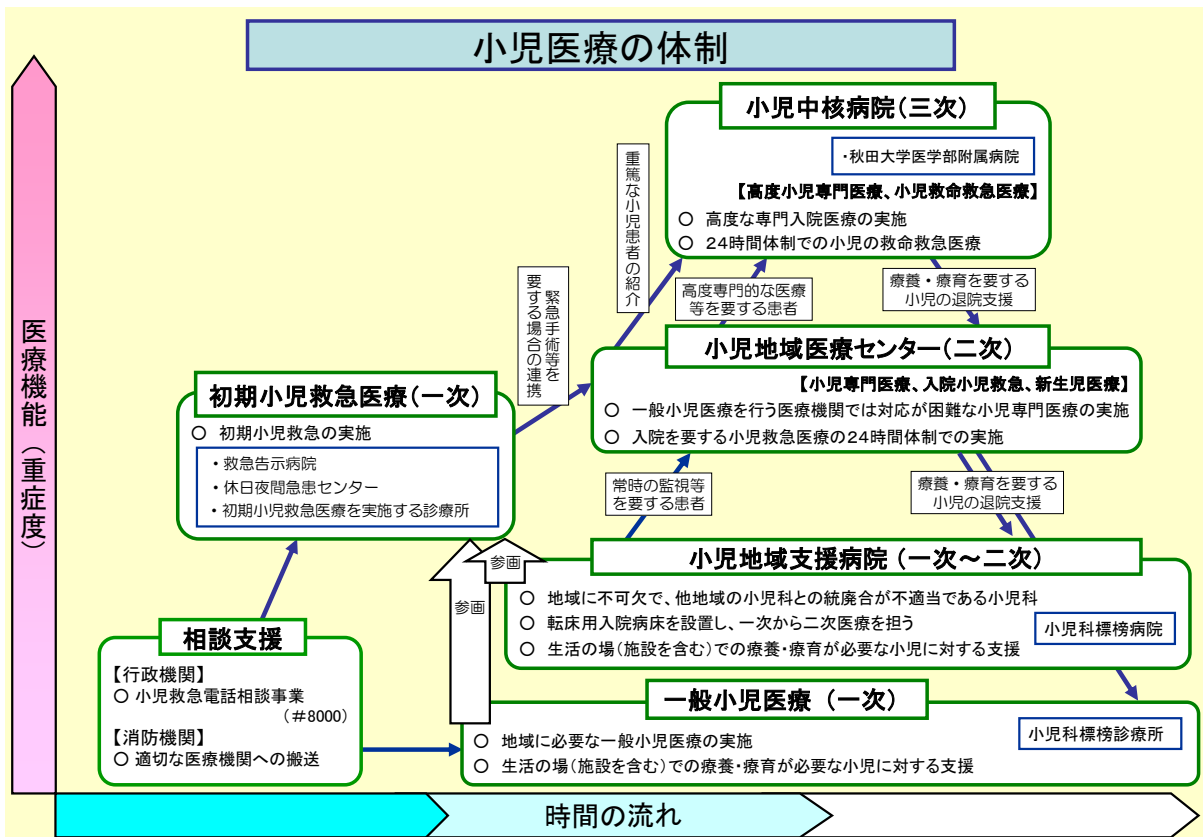 小児医療の体制
医療機能（重症度）
小児中核病院（三次）
・秋田大学医学部附属病院
【高度小児専門医療、小児救命救急医療】
○ 高度な専門入院医療の実施
○ 24時間体制での小児の救命救急医療
重篤な小児患者の紹介
緊急手術等を
要する場合の連携
高度専門的な医療
等を要する患者
療養・療育を要する
小児の退院支援
小児地域医療センター（二次）
【小児専門医療、入院小児救急、新生児医療】
○ 一般小児医療を行う医療機関では対応が困難な小児専門医療の実施
○ 入院を要する小児救急医療の24時間体制での実施
初期小児救急医療（一次）
○ 初期小児救急の実施
・救急告示病院
・休日夜間急患センター
・初期小児救急医療を実施する診療所
常時の監視等
を要する患者
療養・療育を要する
小児の退院支援
参画
参画
小児地域支援病院（一次～二次）
○ 地域に不可欠で、他地域の小児科との統廃合が不適当である小児科
○ 転床用入院病床を設置し、一次から二次医療を担う
○ 生活の場（施設を含む）での療養・療育が必要な小児に対する支援
小児科標榜病院
相談支援
【行政機関】
○ 小児救急電話相談事業
（＃8000）
【消防機関】
○ 適切な医療機関への搬送
一般小児医療（一次）
○ 地域に必要な一般小児医療の実施
○ 生活の場（施設を含む）での療養・療育が必要な小児に対する支援
小児科標榜診療所
時間の流れ